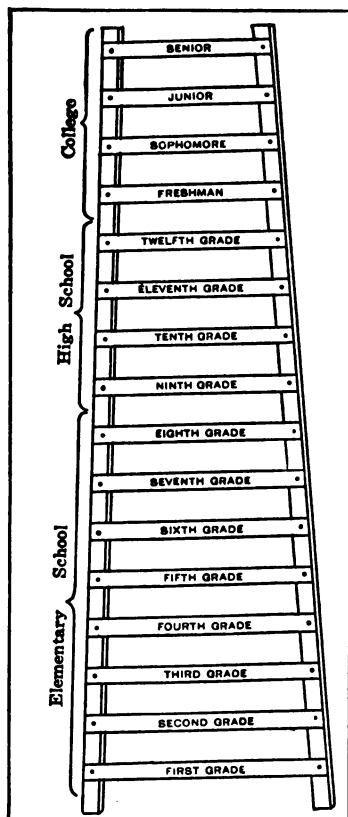 SENIOR
JUNIOR
SOPHOMORE
FRESHMAN
TWELFTH GRADE
ELEVENTH GRADE
TENTH GRADE
NINTH GRADE
EIGHTH GRADE
SEVENTH GRADE
SIXTH GRADE
FIFTH GRADE
FOURTH GRADE
THIRD GRADE
SECOND GRADE
FIRST GRADE
College
High School
Elementary School